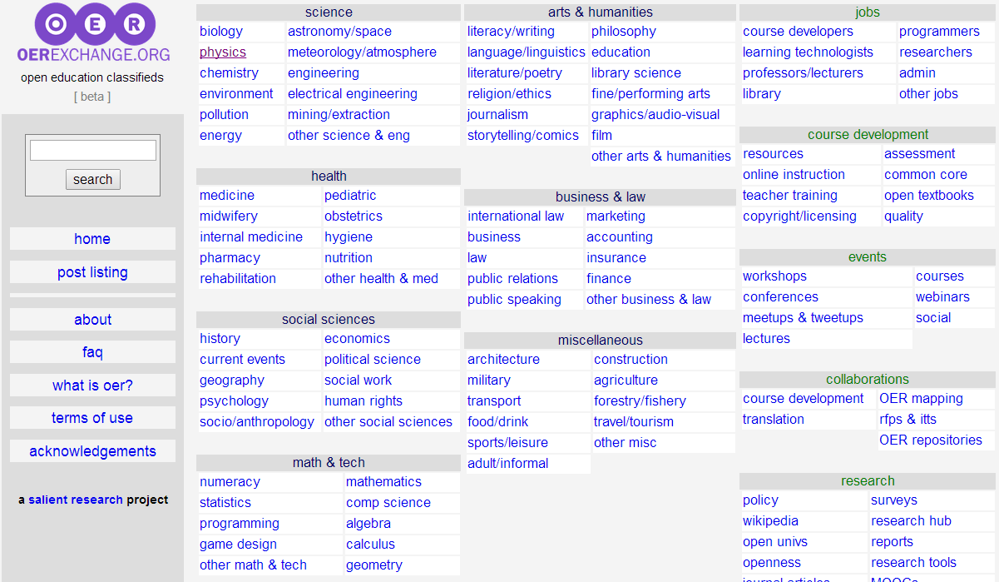 O E R
OEREXCHANGE.ORG
open education classifieds
[ beta ]
search
home
post listing
about
faq
what is oer?
terms of use
acknowledgements
a salient research project
science
biology astronomy/space
physics meteorology/atmosphere
chemistry engineering
environment electrical engineering
pollution mining/extraction
energy other science & eng
health
medicine pediatric
midwifery obstetrics
internal medicine hygiene
pharmacy nutrition
rehabilitation other health & med
social sciences
history economics
current events political science
geography social work
psychology human rights
socio/anthropology other social sciences
math & tech
numeracy mathematics
statistics comp science
programming algebra
game design calculus
other math & tech geometry
arts & humanities
literacy/writing philosophy
language/linguistics education
literature/poetry library science
religion/ethics fine/performing arts
journalism graphics/audio-visual
storytelling/comics film
other arts & humanities
business & law
international law marketing
business accounting
law insurance
public relations finance
public speaking other business & law
miscellaneous
architecture construction
military agriculture
transport forestry/fishery
food/drink travel/tourism
sports/leisure other misc
adult/informal
jobs
course developers programmers
learning technologists researchers
professors/lecturers admin
library other jobs
course development
resources assessment
online instruction common core
teacher training open textbooks
copyright/licensing quality
events
workshops courses
conferences webinars
meetups & tweetups social
lectures
collaborations
course development OER mapping
translation rfps & itts
OER repositories
research
policy surveys
wikipedia research hub
open univs reports
openness research tools
journal articles MOOCs